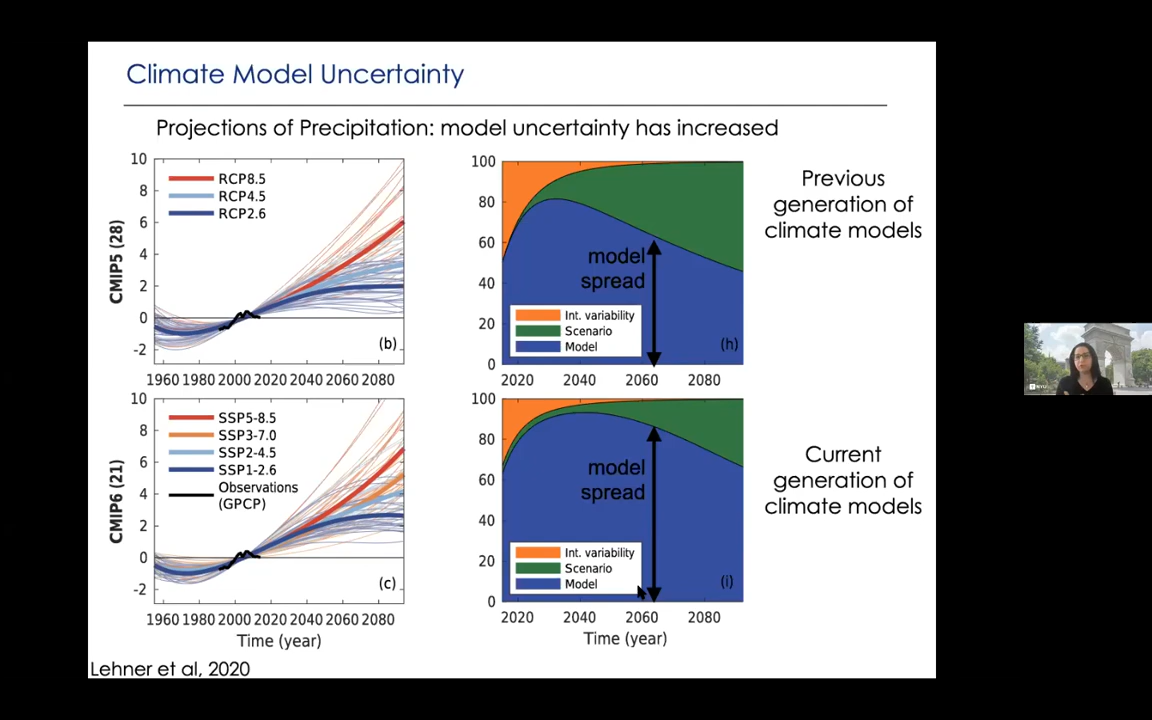 Climate Model Uncertainty
Projections of Precipitation: model uncertainty has increased
10
8
6
4
2
0
-2
CMIP5 (28)
RCP8.5
RCP4.5
RCP2.6
(b)
1960 1980 2000 2020 2040 2060 2080
100
80
60
40
20
0
model
spread
Int. variability
Scenario
Model
(h)
2020 2040 2060 2080
Previous
generation of
climate models
10
8
6
4
2
0
-2
CMIP6 (21)
SSP5-8.5
SSP3-7.0
SSP2-4.5
SSP1-2.6
Observations
(GPCP)
(c)
1960 1980 2000 2020 2040 2060 2080
Time (year)
100
80
60
40
20
0
model
spread
Int. variability
Scenario
Model
(i)
2020 2040 2060 2080
Time (year)
Current
generation of
climate models
Lehner et al, 2020